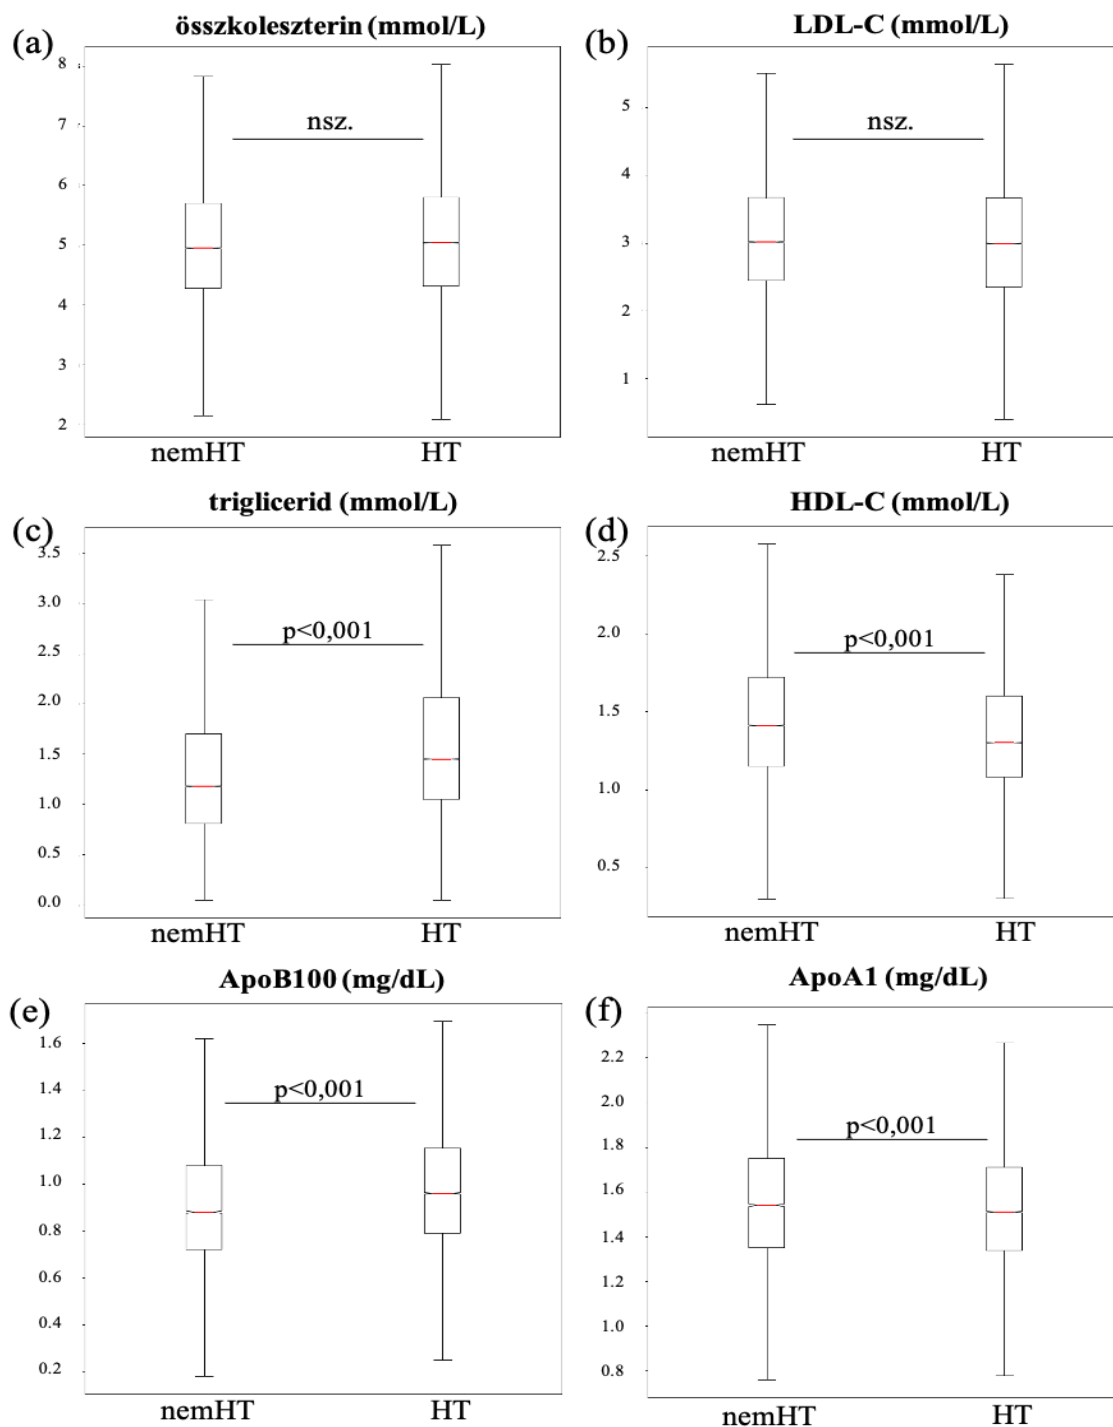 (a)
összkoleszterin (mmol/L)
8
7
6
5
4
3
2
nsz.
nemHT
HT
(b)
LDL-C (mmol/L)
5
4
3
2
1
nsz.
nemHT
HT
(c)
triglicerid (mmol/L)
3.5
3.0
2.5
2.0
1.5
1.0
0.5
0.0
p<0,001
nemHT
HT
(d)
HDL-C (mmol/L)
2.5
2.0
1.5
1.0
0.5
p<0,001
nemHT
HT
(e)
ApoB100 (mg/dL)
1.6
1.4
1.2
1.0
0.8
0.6
0.4
0.2
p<0,001
nemHT
HT
(f)
ApoA1 (mg/dL)
2.2
2.0
1.8
1.6
1.4
1.2
1.0
0.8
p<0,001
nemHT
HT